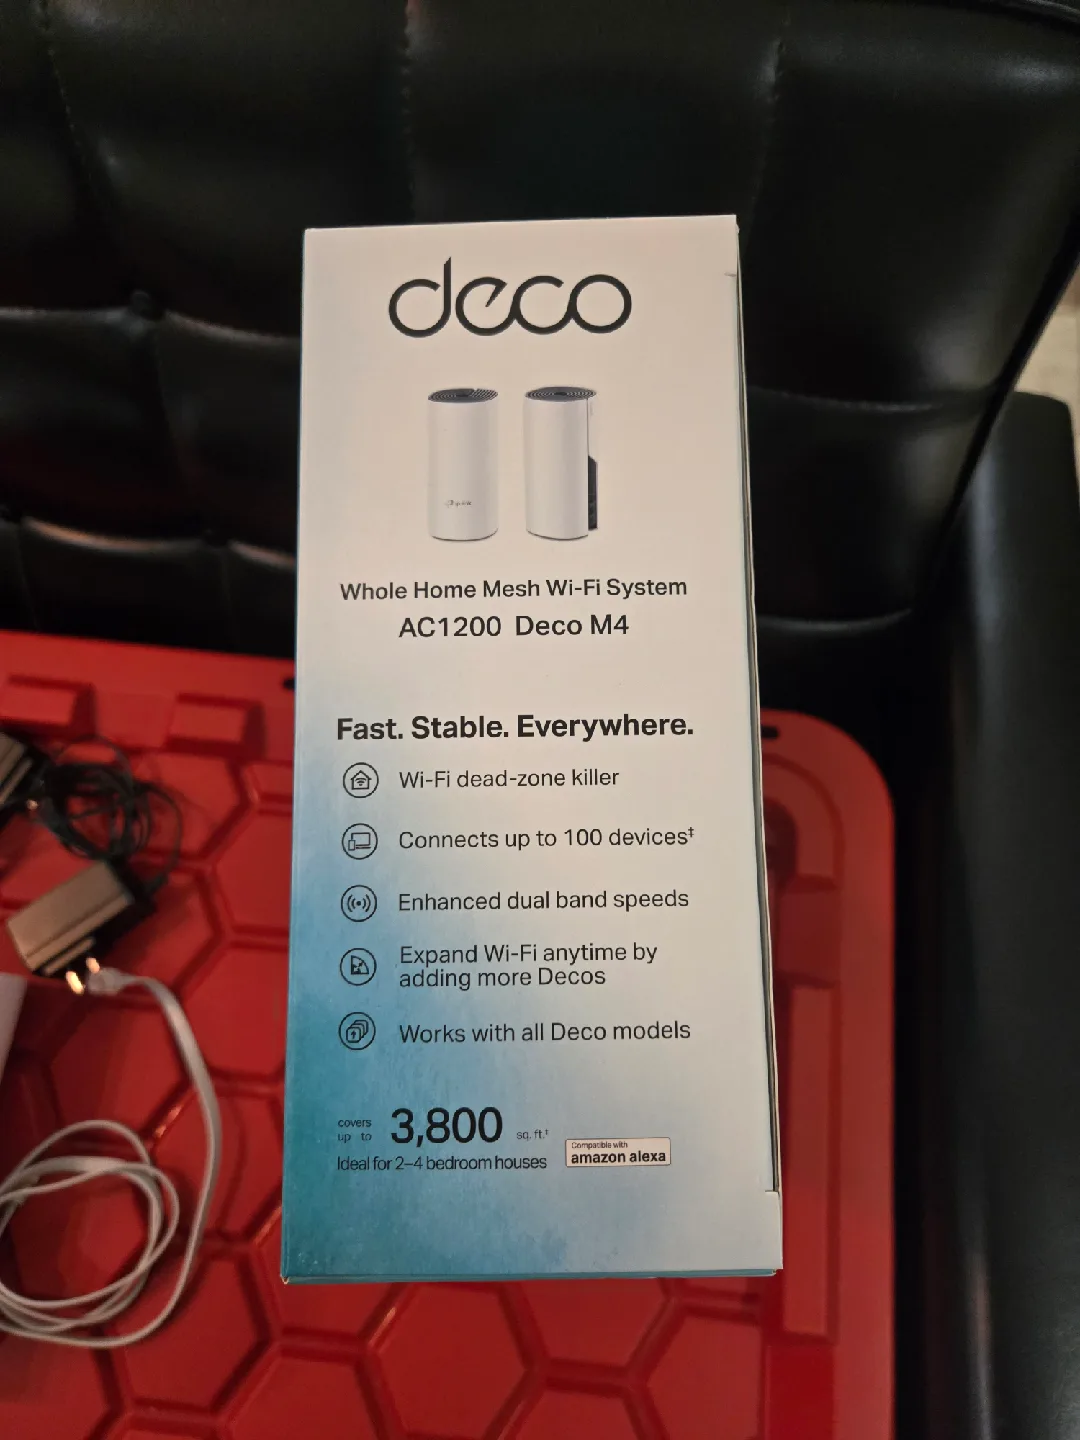 deco
Whole Home Mesh Wi-Fi System
AC1200 Deco M4
Fast. Stable. Everywhere.
Wi-Fi dead-zone killer
Connects up to 100 devices‡
Enhanced dual band speeds
Expand Wi-Fi anytime by
adding more Decos
Works with all Deco models
covers
up to 3,800 sq. ft.†
Ideal for 2–4 bedroom houses
Compatible with
amazon alexa